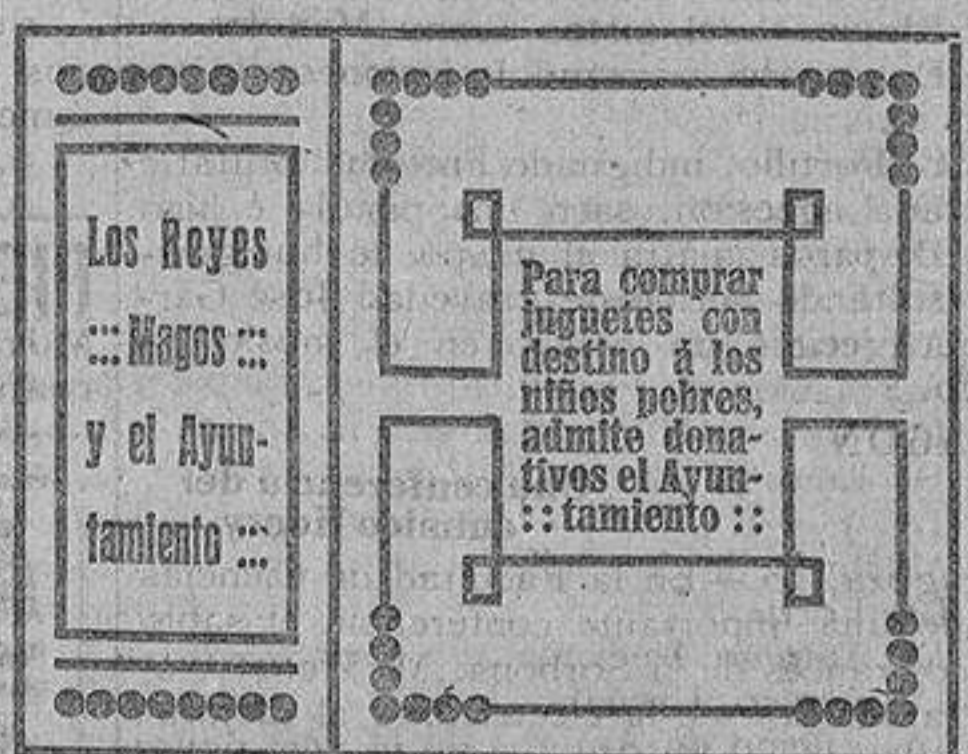 Los Reyes
::: Magos :::
y el Ayun-
tamiento :::
Para comprar
juguetes con
destino á los
niños pobres,
admite dona-
tivos el Ayun-
:: tamiento ::